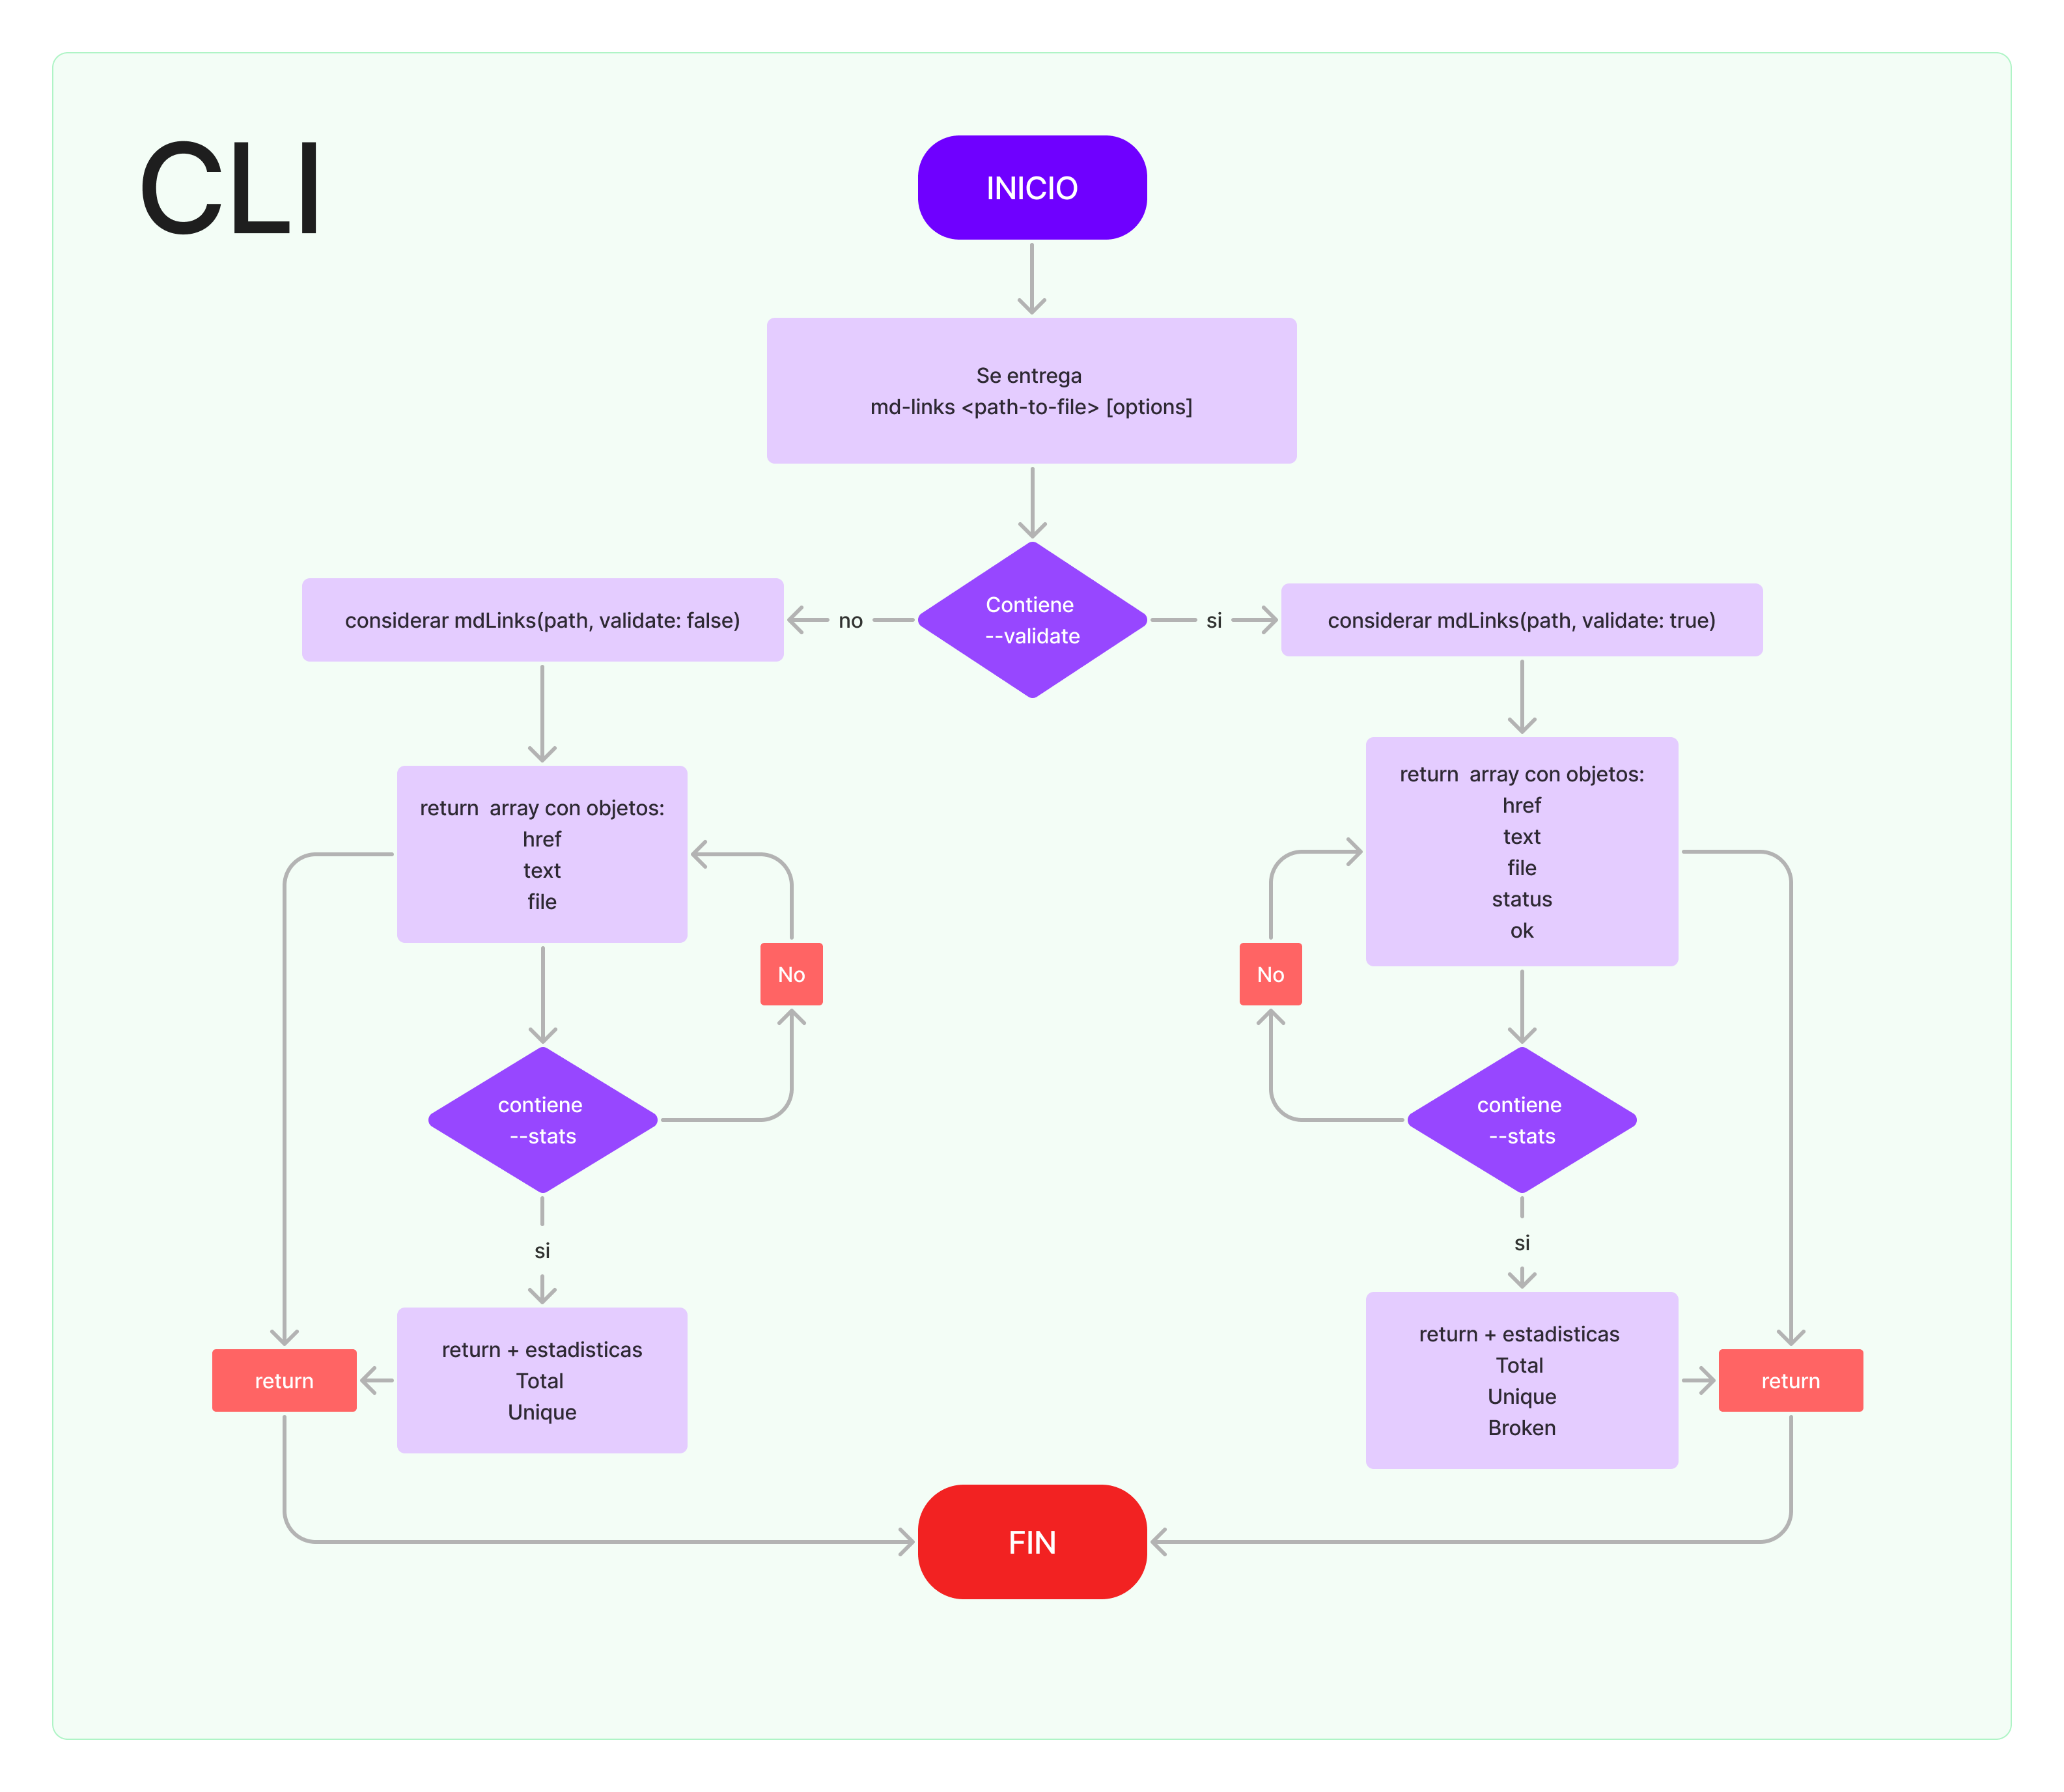 CLI
INICIO
Se entrega
md-links <path-to-file> [options]
Contiene
--validate
no
si
considerar mdLinks(path, validate: false)
considerar mdLinks(path, validate: true)
return  array con objetos:
href
text
file
No
contiene
--stats
si
return + estadisticas
Total
Unique
return
return  array con objetos:
href
text
file
status
ok
No
contiene
--stats
si
return + estadisticas
Total
Unique
Broken
return
FIN